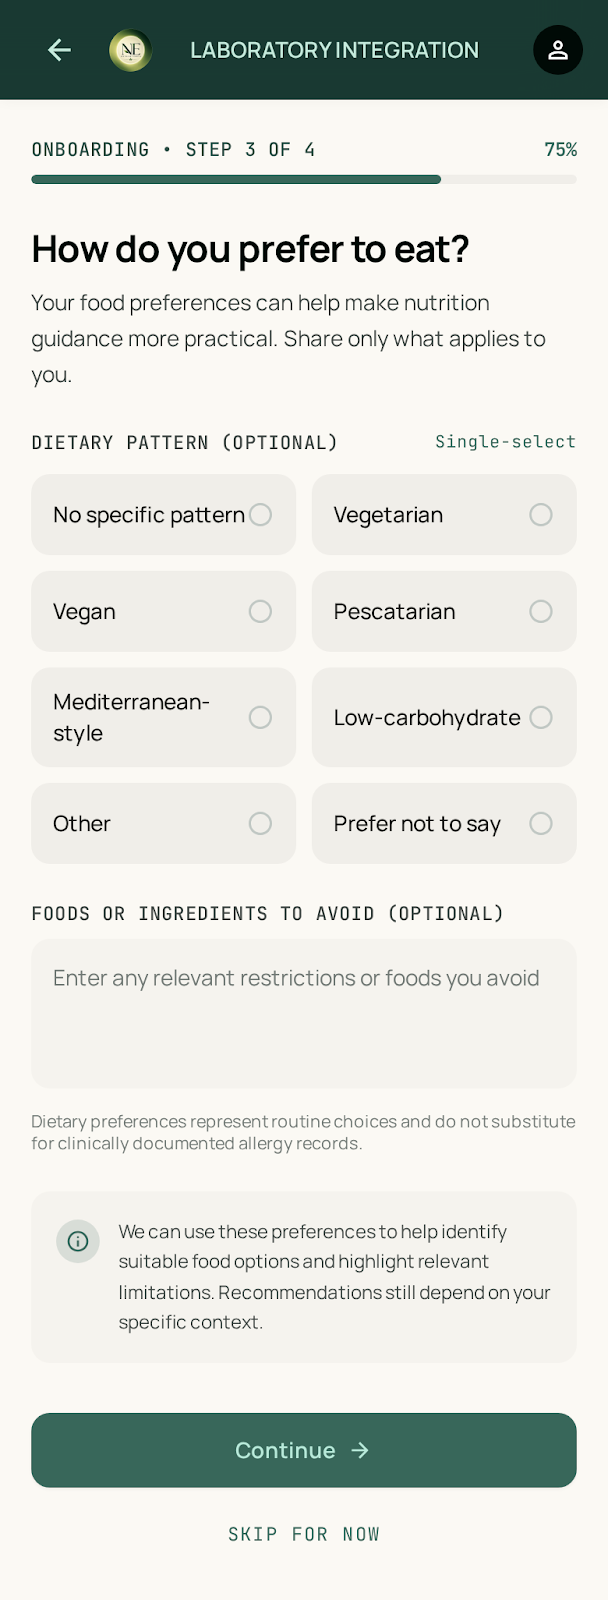 NE
LABORATORY INTEGRATION
ONBOARDING • STEP 3 OF 4
75%
How do you prefer to eat?
Your food preferences can help make nutrition
guidance more practical. Share only what applies to
you.
DIETARY PATTERN (OPTIONAL)
Single-select
No specific pattern
Vegetarian
Vegan
Pescatarian
Mediterranean-
style
Low-carbohydrate
Other
Prefer not to say
FOODS OR INGREDIENTS TO AVOID (OPTIONAL)
Enter any relevant restrictions or foods you avoid
Dietary preferences represent routine choices and do not substitute
for clinically documented allergy records.
We can use these preferences to help identify
suitable food options and highlight relevant
limitations. Recommendations still depend on your
specific context.
Continue →
SKIP FOR NOW